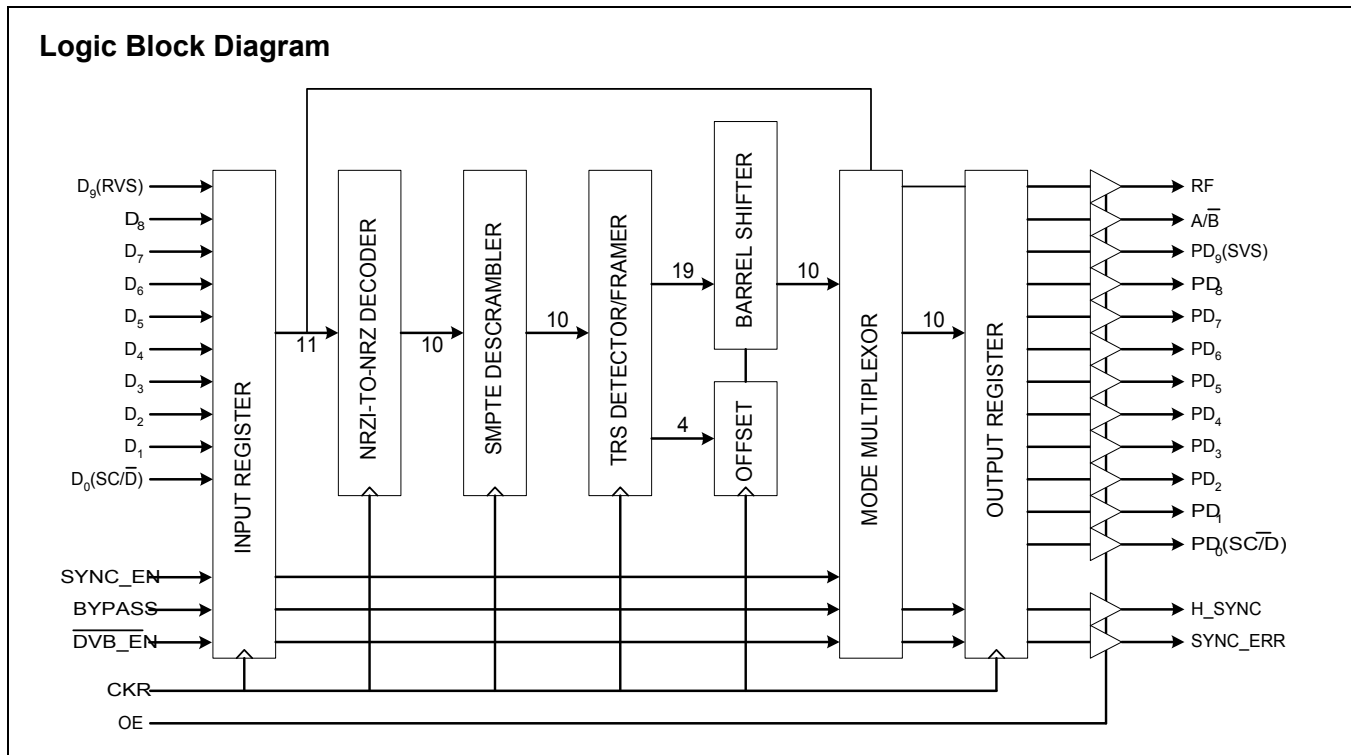 Logic Block Diagram
D₉(RVS)
D₈
D₇
D₆
D₅
D₄
D₃
D₂
D₁
D₀(SC/D̅)
SYNC_EN
BYPASS
D̅V̅B̅_̅E̅N̅
CKR
OE
INPUT REGISTER
11
NRZI-TO-NRZ DECODER
10
SMPTE DESCRAMBLER
10
TRS DETECTOR/FRAMER
19
4
BARREL SHIFTER
OFFSET
10
MODE MULTIPLEXOR
10
OUTPUT REGISTER
RF
A/B̅
PD₉(SVS)
PD₈
PD₇
PD₆
PD₅
PD₄
PD₃
PD₂
PD₁
PD₀(SC/D̅)
H_SYNC
SYNC_ERR